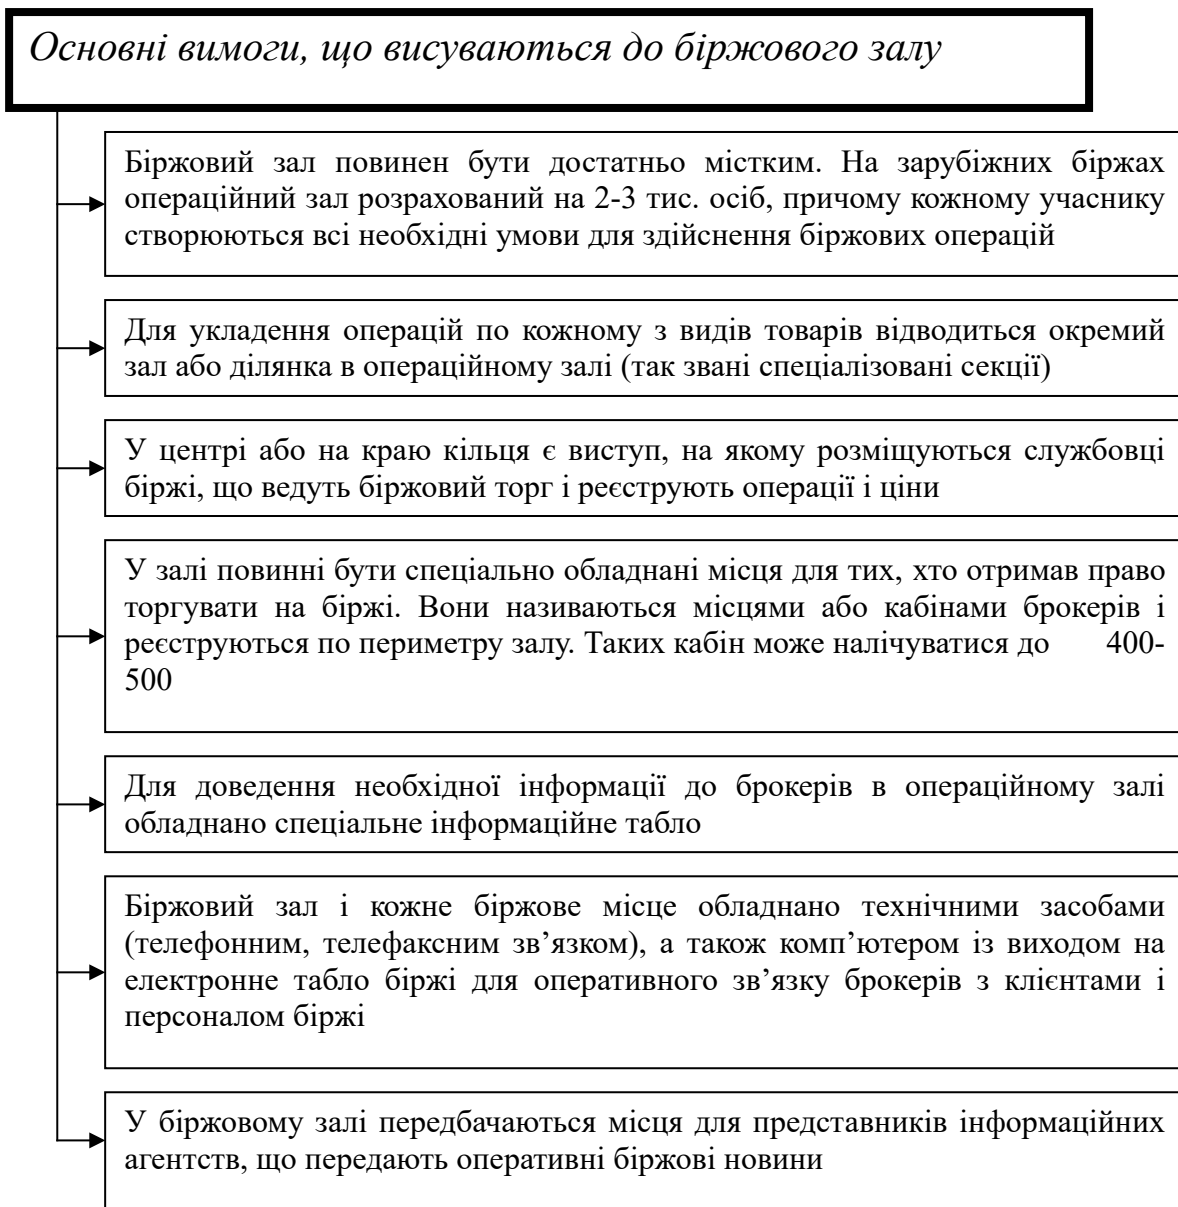 Основні вимоги, що висуваються до біржового залу
Біржовий зал повинен бути достатньо містким. На зарубіжних біржах
операційний зал розрахований на 2-3 тис. осіб, причому кожному учаснику
створюються всі необхідні умови для здійснення біржових операцій
Для укладення операцій по кожному з видів товарів відводиться окремий
зал або ділянка в операційному залі (так звані спеціалізовані секції)
У центрі або на краю кільця є виступ, на якому розміщуються службовці
біржі, що ведуть біржовий торг і реєструють операції і ціни
У залі повинні бути спеціально обладнані місця для тих, хто отримав право
торгувати на біржі. Вони називаються місцями або кабінами брокерів і
реєструються по периметру залу. Таких кабін може налічуватися до 400-
500
Для доведення необхідної інформації до брокерів в операційному залі
обладнано спеціальне інформаційне табло
Біржовий зал і кожне біржове місце обладнано технічними засобами
(телефонним, телефаксним зв’язком), а також комп’ютером із виходом на
електронне табло біржі для оперативного зв’язку брокерів з клієнтами і
персоналом біржі
У біржовому залі передбачаються місця для представників інформаційних
агентств, що передають оперативні біржові новини